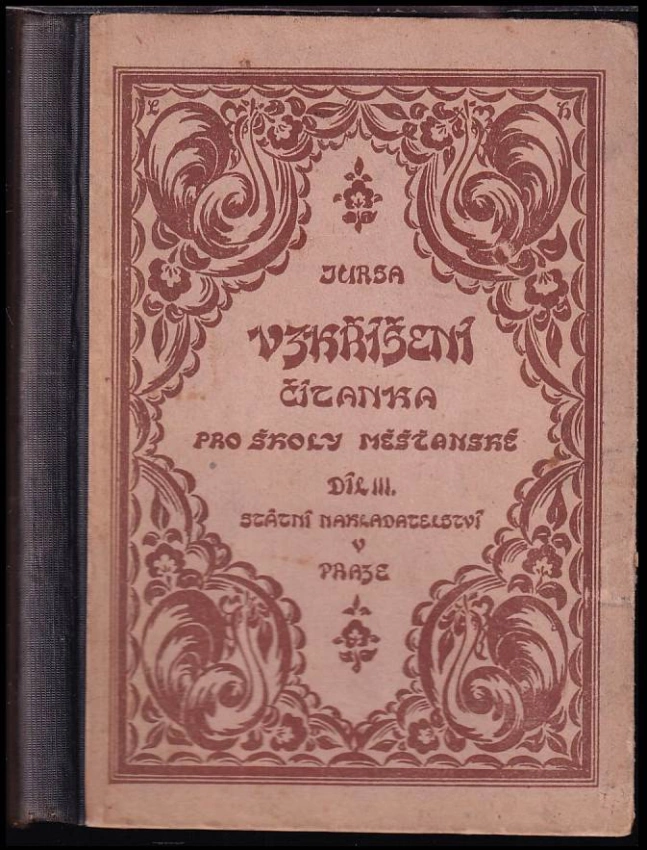 L H
JURSA
VZKŘÍŠENÍ
ČÍTANKA
PRO ŠKOLY MĚŠŤANSKÉ
DÍL III.
STÁTNÍ NAKLADATELSTVÍ
V
PRAZE